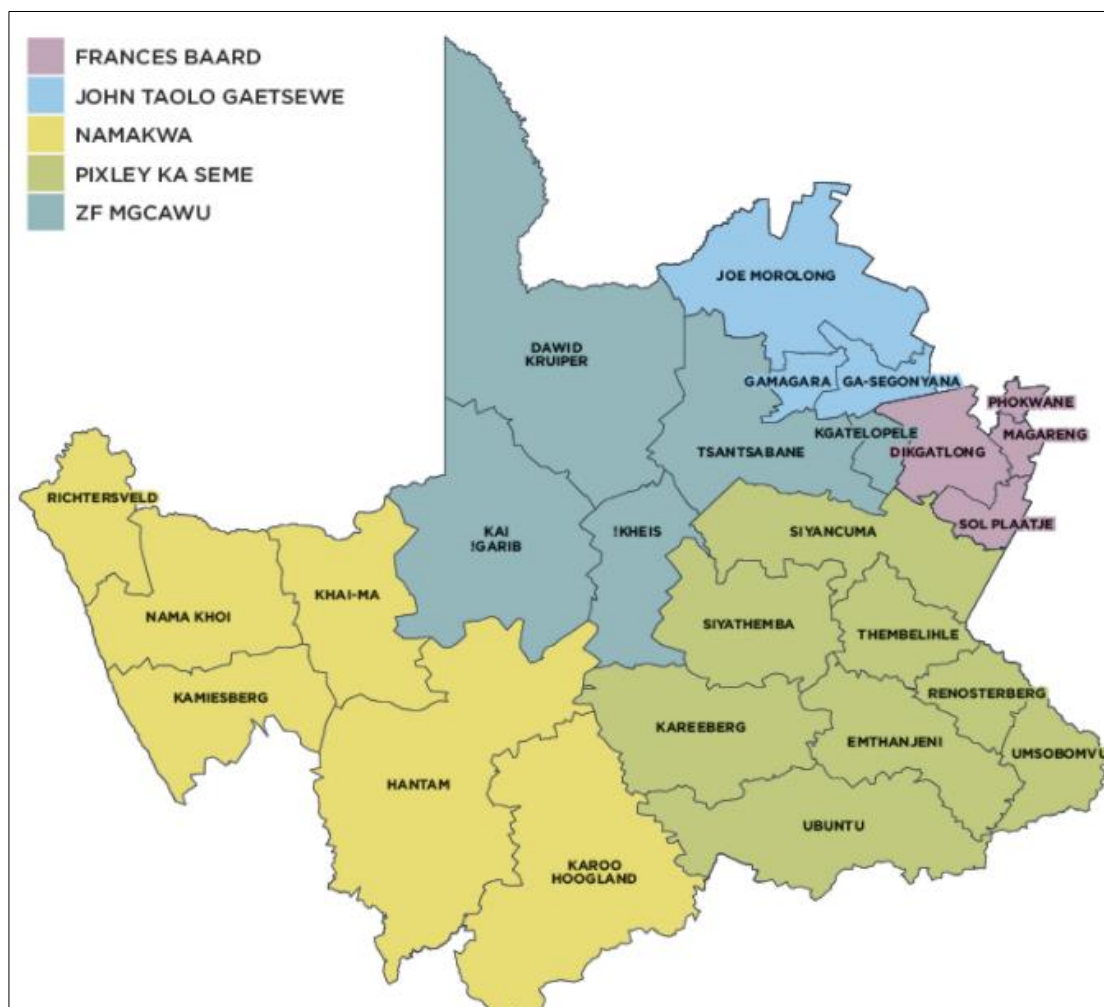 FRANCES BAARD
JOHN TAOLO GAETSEWE
NAMAKWA
PIXLEY KA SEME
ZF MGCAWU
JOE MOROLONG
DAWID
KRUIPER
GAMAGARA
GA-SEGONYANA
PHOKWANE
KGATELOPELE
MAGARENG
TSANTSABANE
DIKGATLONG
RICHTERSVELD
SOL PLAATJE
KAI
!GARIB
!KHEIS
SIYANCUMA
KHAI-MA
NAMA KHOI
SIYATHEMBA
THEMBELIHLE
KAMIESBERG
RENOSTERBERG
KAREEBERG
EMTHANJENI
UMSOBOMVU
HANTAM
UBUNTU
KAROO
HOOGLAND